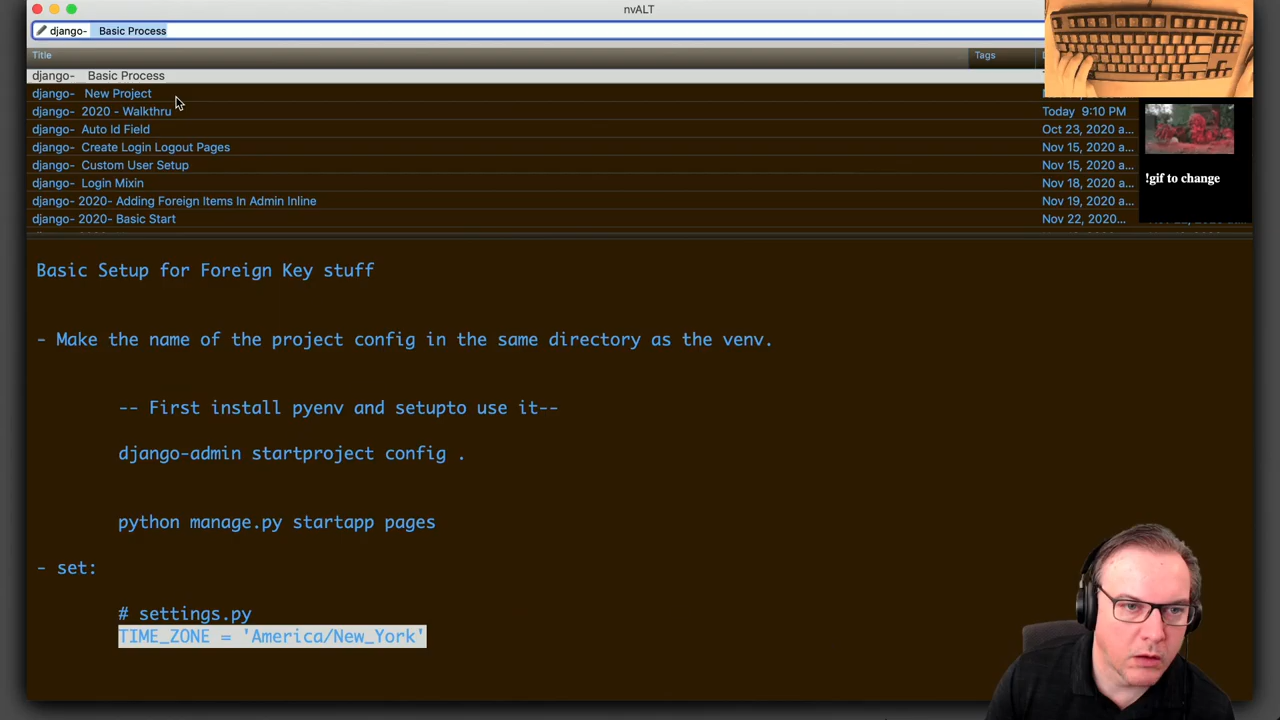 nvALT
django-   Basic Process
Title
Tags
django-   Basic Process
django-   New Project
django-  2020 - Walkthru
Today  9:10 PM
django-  Auto Id Field
Oct 23, 2020 a...
django-  Create Login Logout Pages
Nov 15, 2020 a...
django-  Custom User Setup
Nov 15, 2020 a...
django-  Login Mixin
Nov 18, 2020 a...
django- 2020- Adding Foreign Items In Admin Inline
Nov 19, 2020 a...
django- 2020- Basic Start
Nov 22, 2020...
!gif to change
Basic Setup for Foreign Key stuff
- Make the name of the project config in the same directory as the venv.
-- First install pyenv and setupto use it--
django-admin startproject config .
python manage.py startapp pages
- set:
# settings.py
TIME_ZONE = 'America/New_York'